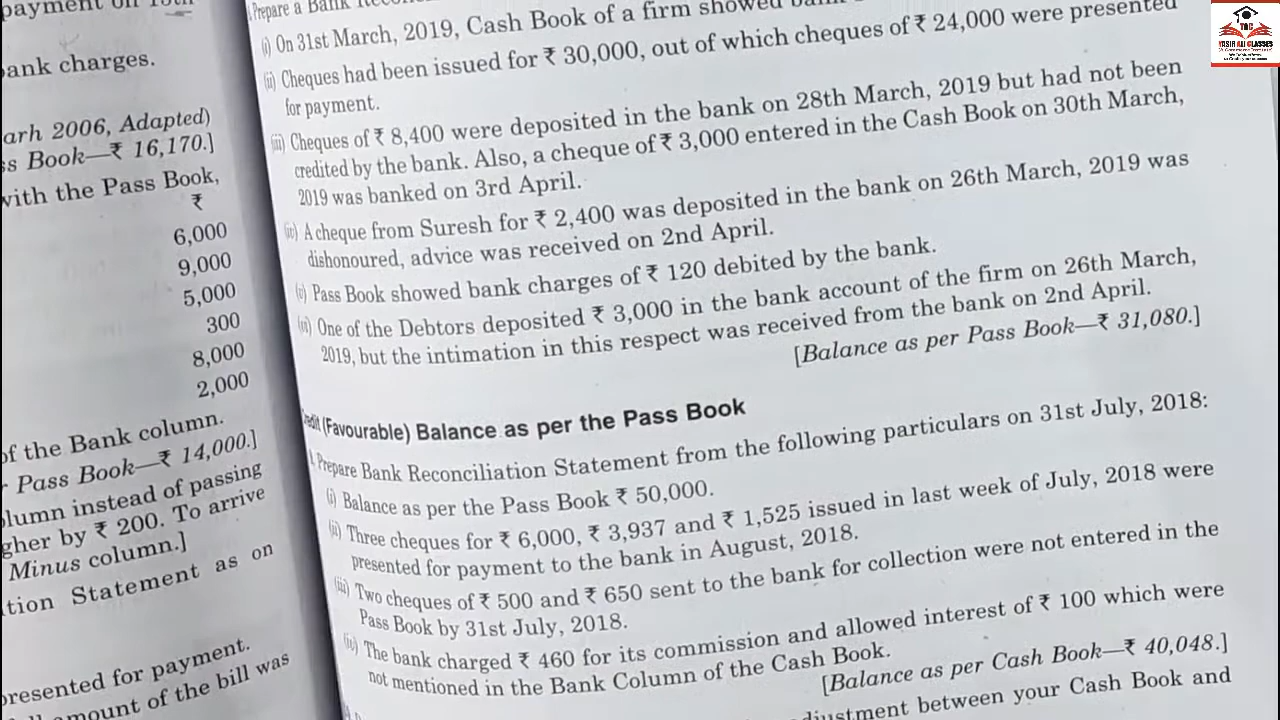 payment on 15th
bank charges.
arh 2006, Adapted)
ss Book—₹ 16,170.]
with the Pass Book,
₹
6,000
9,000
5,000
300
8,000
2,000
of the Bank column.
Pass Book—₹ 14,000.]
olumn instead of passing
gher by ₹ 200. To arrive
Minus column.]
tion Statement as on
presented for payment.
amount of the bill was
Prepare a Bank
(i) On 31st March, 2019, Cash Book of a firm showed
(ii) Cheques had been issued for ₹ 30,000, out of which cheques of ₹ 24,000 were presented
for payment.
(iii) Cheques of ₹ 8,400 were deposited in the bank on 28th March, 2019 but had not been
credited by the bank. Also, a cheque of ₹ 3,000 entered in the Cash Book on 30th March,
2019 was banked on 3rd April.
(iv) A cheque from Suresh for ₹ 2,400 was deposited in the bank on 26th March, 2019 was
dishonoured, advice was received on 2nd April.
(v) Pass Book showed bank charges of ₹ 120 debited by the bank.
(vi) One of the Debtors deposited ₹ 3,000 in the bank account of the firm on 26th March,
2019, but the intimation in this respect was received from the bank on 2nd April.
[Balance as per Pass Book—₹ 31,080.]
Credit (Favourable) Balance as per the Pass Book
Prepare Bank Reconciliation Statement from the following particulars on 31st July, 2018:
(i) Balance as per the Pass Book ₹ 50,000.
(ii) Three cheques for ₹ 6,000, ₹ 3,937 and ₹ 1,525 issued in last week of July, 2018 were
presented for payment to the bank in August, 2018.
(iii) Two cheques of ₹ 500 and ₹ 650 sent to the bank for collection were not entered in the
Pass Book by 31st July, 2018.
(iv) The bank charged ₹ 460 for its commission and allowed interest of ₹ 100 which were
not mentioned in the Bank Column of the Cash Book.
[Balance as per Cash Book—₹ 40,048.]
adjustment between your Cash Book and
YASIR ALI CLASSES